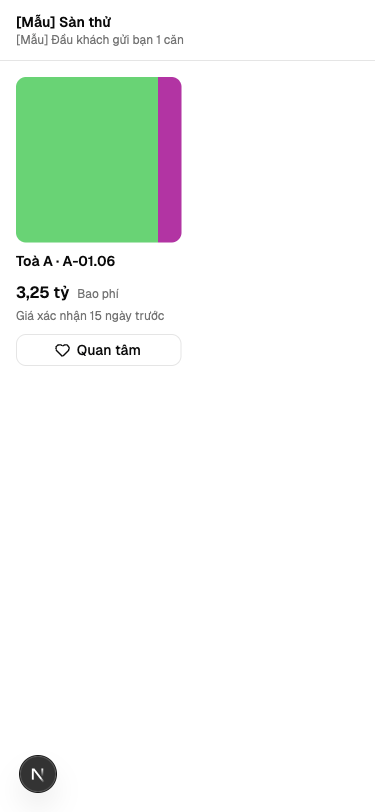 [Mẫu] Sàn thử
[Mẫu] Đầu khách gửi bạn 1 căn
Toà A · A-01.06
3,25 tỷ Bao phí
Giá xác nhận 15 ngày trước
Quan tâm
N